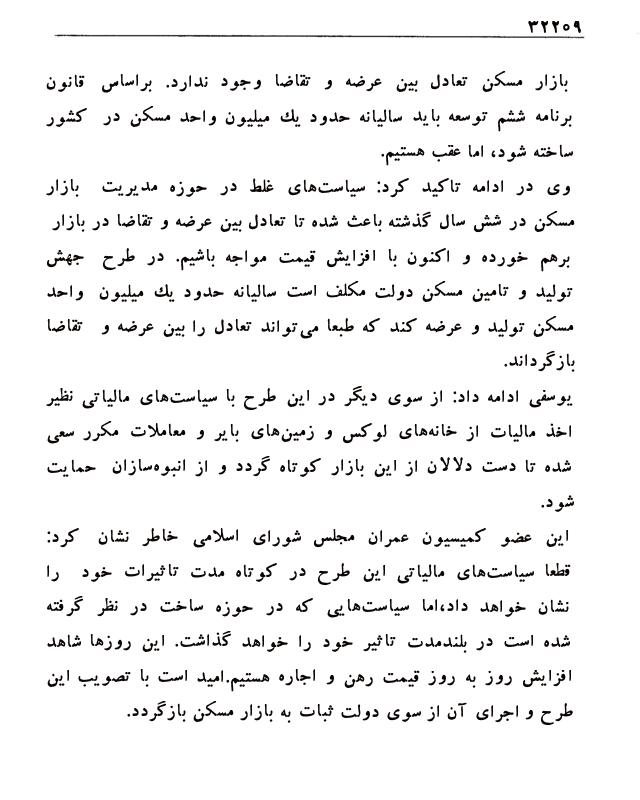 ۳۲۲۵۹
بازار مسکن تعادل بین عرضه و تقاضا وجود ندارد. براساس قانون
برنامه ششم توسعه باید سالیانه حدود یك میلیون واحد مسکن در کشور
ساخته شود، اما عقب هستیم.
وی در ادامه تاکید کرد: سیاست‌های غلط در حوزه مدیریت بازار
مسکن در شش سال گذشته باعث شده تا تعادل بین عرضه و تقاضا در بازار
برهم خورده و اکنون با افزایش قیمت مواجه باشیم. در طرح جهش
تولید و تامین مسکن دولت مکلف است سالیانه حدود یك میلیون واحد
مسکن تولید و عرضه کند که طبعا می‌تواند تعادل را بین عرضه و تقاضا
بازگرداند.
یوسفی ادامه داد: از سوی دیگر در این طرح با سیاست‌های مالیاتی نظیر
اخذ مالیات از خانه‌های لوکس و زمین‌های بایر و معاملات مکرر سعی
شده تا دست دلالان از این بازار کوتاه گردد و از انبوه‌سازان حمایت
شود.
این عضو کمیسیون عمران مجلس شورای اسلامی خاطر نشان کرد:
قطعا سیاست‌های مالیاتی این طرح در کوتاه مدت تاثیرات خود را
نشان خواهد داد،اما سیاست‌هایی که در حوزه ساخت در نظر گرفته
شده است در بلندمدت تاثیر خود را خواهد گذاشت. این روزها شاهد
افزایش روز به روز قیمت رهن و اجاره هستیم.امید است با تصویب این
طرح و اجرای آن از سوی دولت ثبات به بازار مسکن بازگردد.